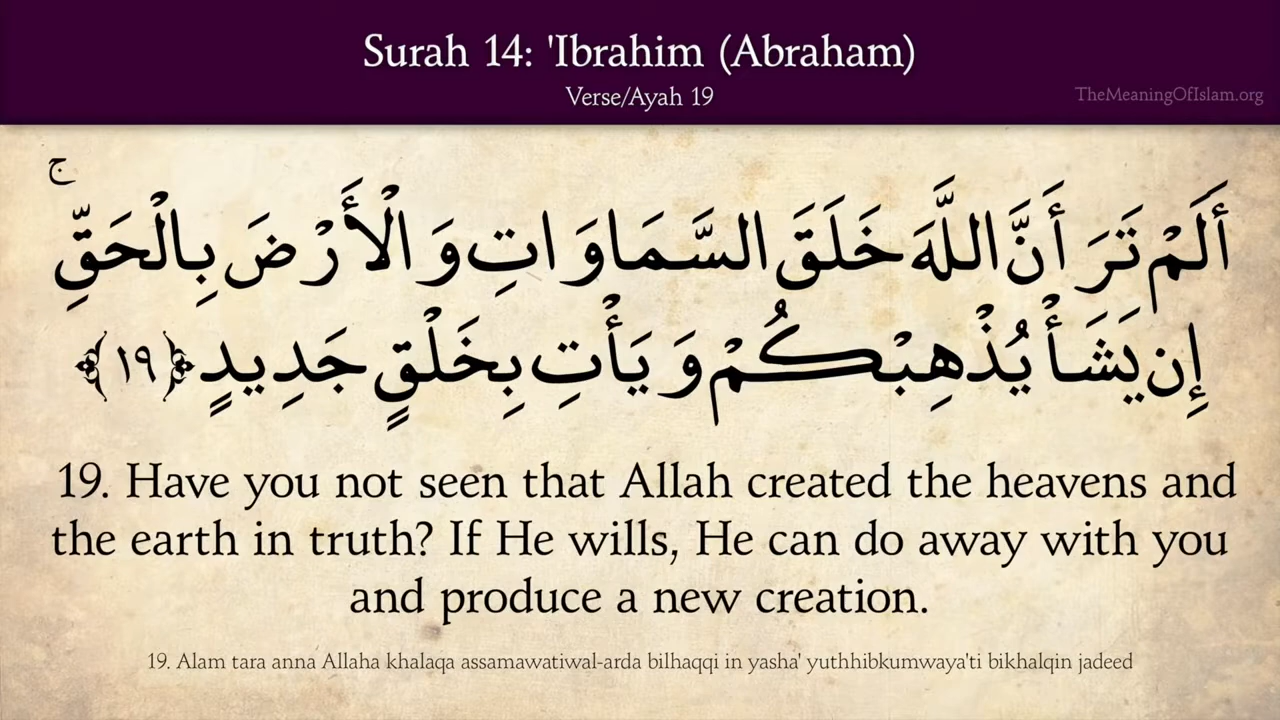 Surah 14: 'Ibrahim (Abraham)
Verse/Ayah 19
TheMeaningOfIslam.org
أَلَمْ تَرَ أَنَّ اللَّهَ خَلَقَ السَّمَاوَاتِ وَالْأَرْضَ بِالْحَقِّ ۚ
إِن يَشَأْ يُذْهِبْكُمْ وَيَأْتِ بِخَلْقٍ جَدِيدٍ ﴿١٩﴾
19. Have you not seen that Allah created the heavens and
the earth in truth? If He wills, He can do away with you
and produce a new creation.
19. Alam tara anna Allaha khalaqa assamawatiwal-arda bilhaqqi in yasha' yuthhibkumwaya'ti bikhalqin jadeed